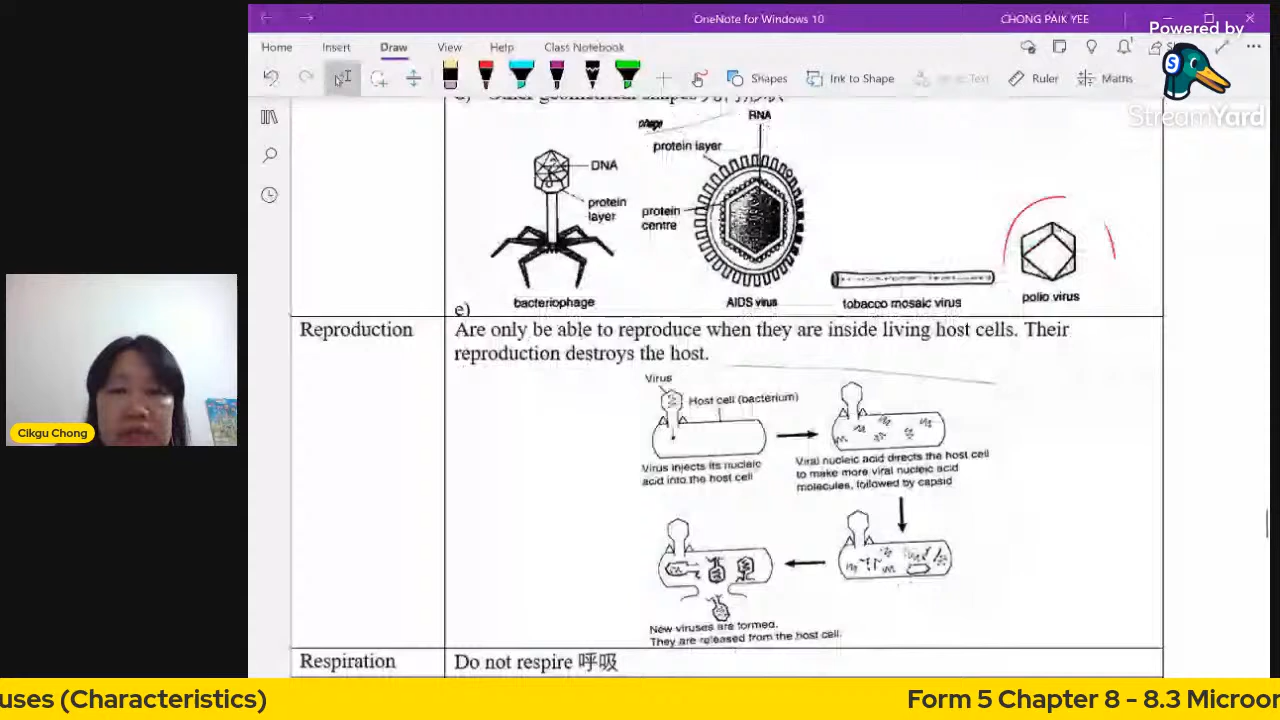 OneNote for Windows 10
CHONG PAIK YEE
Powered by
StreamYard
Home Insert Draw View Help Class Notebook
Shapes Ink to Shape Ruler Maths
other geometrical shapes
phage
RNA
protein layer
DNA
protein
layer
protein
centre
bacteriophage
AIDS virus
tobacco mosaic virus
polio virus
e)
Reproduction
Are only be able to reproduce when they are inside living host cells. Their
reproduction destroys the host.
Virus
Host cell (bacterium)
Virus injects its nucleic
acid into the host cell
Viral nucleic acid directs the host cell
to make more viral nucleic acid
molecules, followed by capsid
New viruses are formed.
They are released from the host cell.
Respiration
Do not respire 呼吸
Cikgu Chong
uses (Characteristics)
Form 5 Chapter 8 - 8.3 Microor